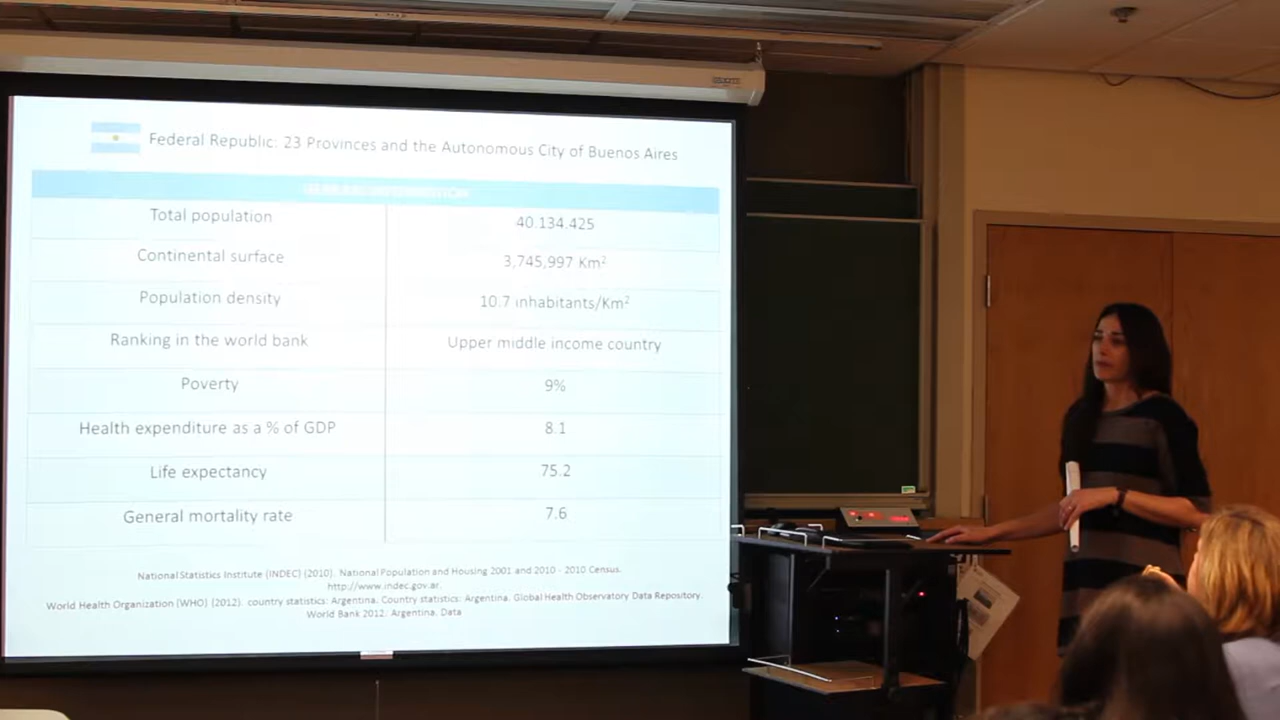 Federal Republic: 23 Provinces and the Autonomous City of Buenos Aires
GENERAL INFORMATION
Total population 40.134.425
Continental surface 3,745,997 Km²
Population density 10.7 inhabitants/Km²
Ranking in the world bank Upper middle income country
Poverty 9%
Health expenditure as a % of GDP 8.1
Life expectancy 75.2
General mortality rate 7.6
National Statistics Institute (INDEC) (2010). National Population and Housing 2001 and 2010 - 2010 Census.
http://www.indec.gov.ar.
World Health Organization (WHO) (2012). country statistics: Argentina. Country statistics: Argentina. Global Health Observatory Data Repository.
World Bank 2012. Argentina. Data